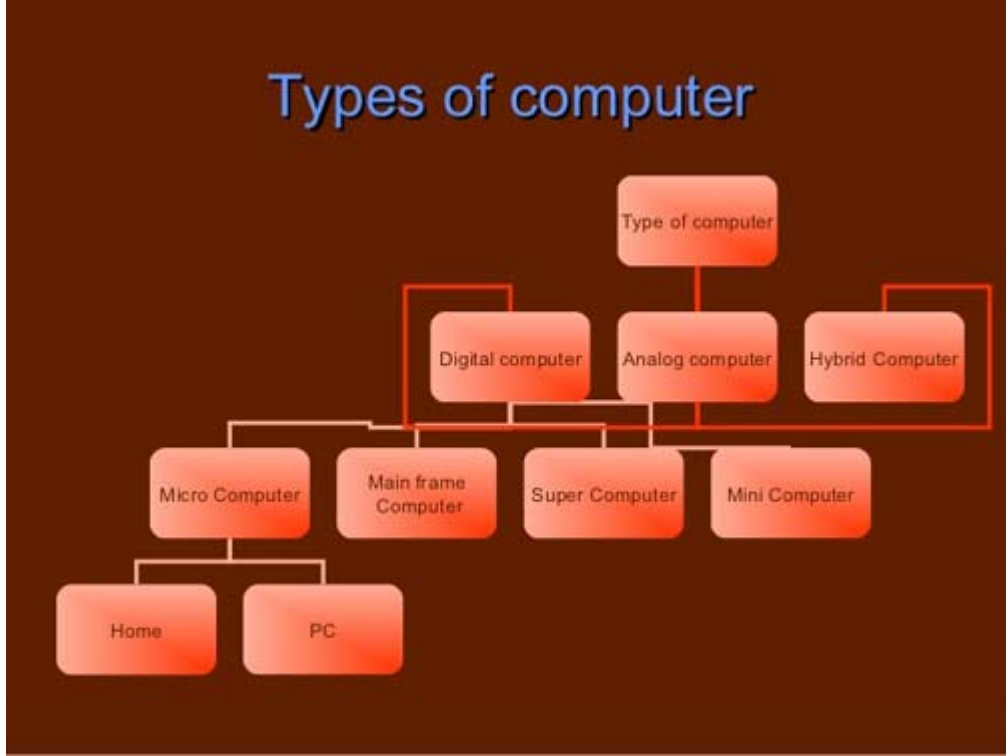 Types of computer
Type of computer
Digital computer
Analog computer
Hybrid Computer
Micro Computer
Main frame
Computer
Super Computer
Mini Computer
Home
PC